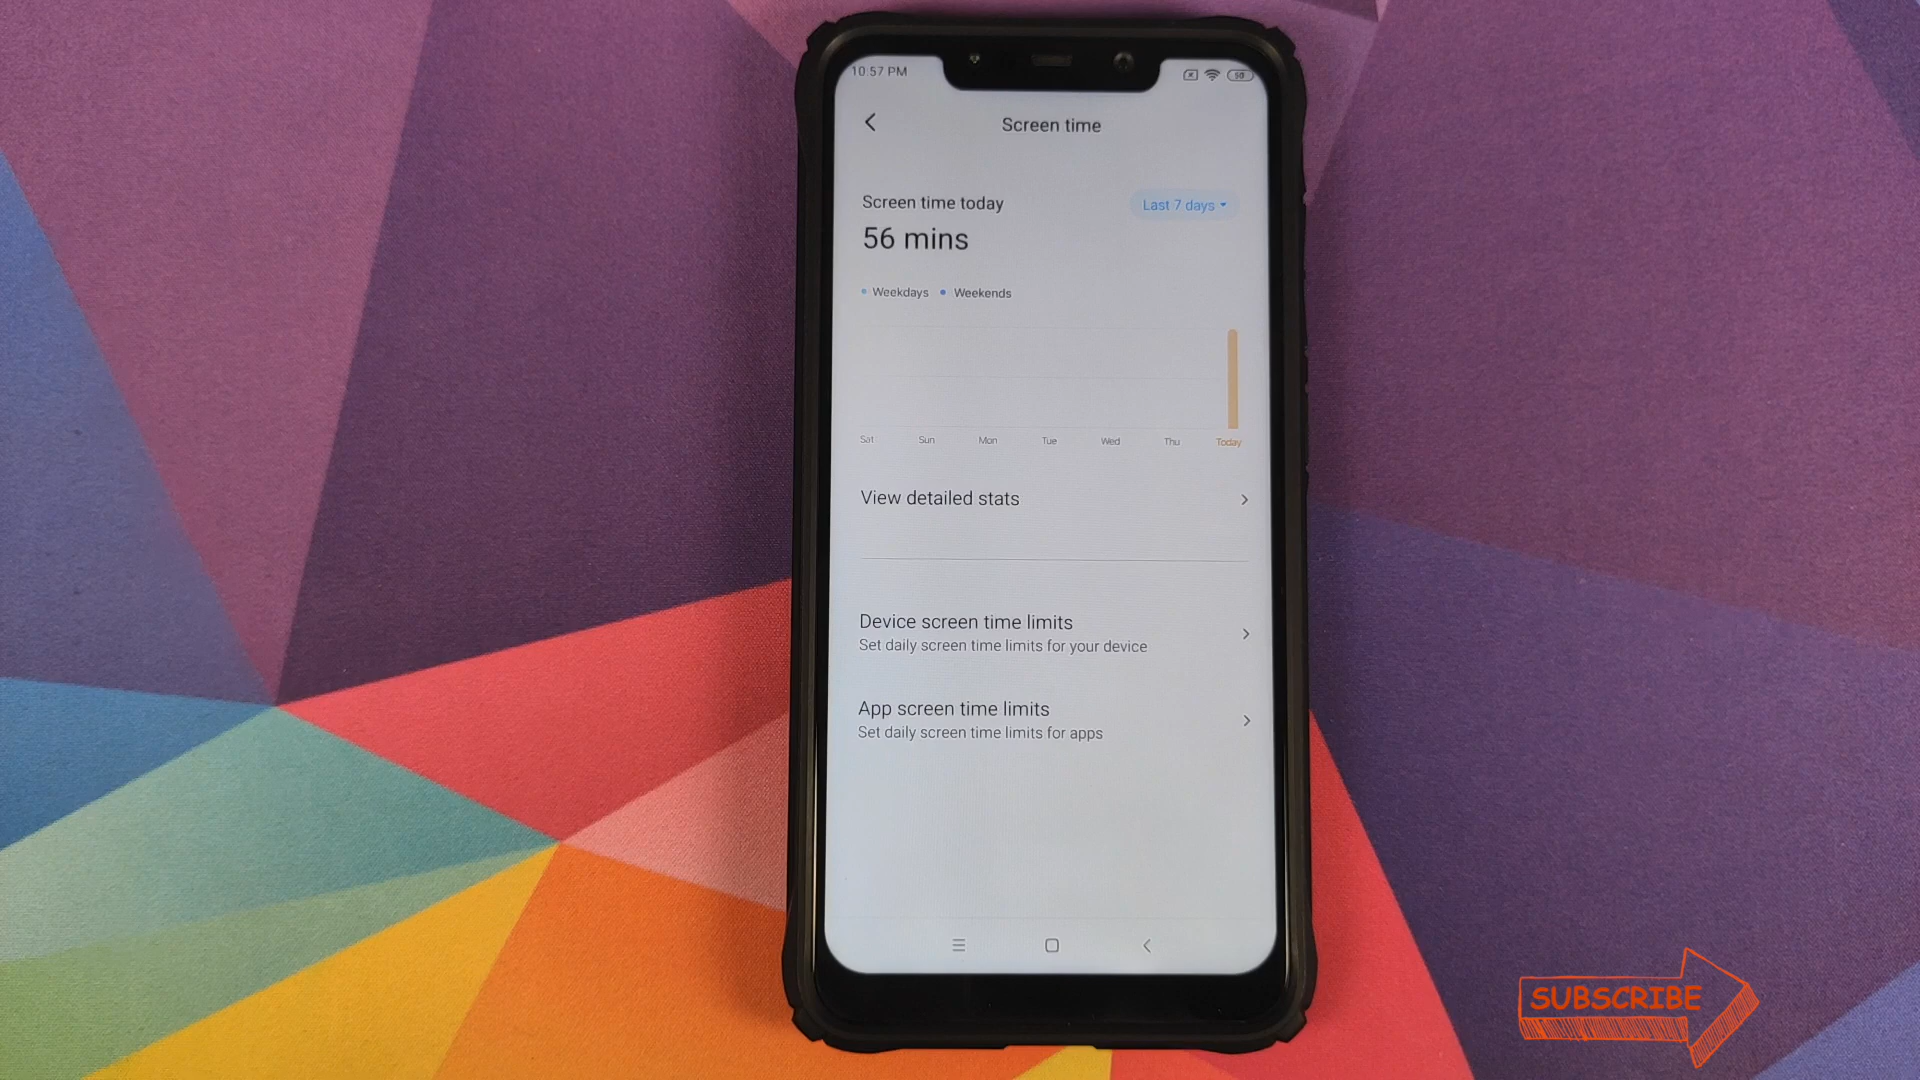 10:57 PM
50
Screen time
Screen time today
Last 7 days
56 mins
Weekdays
Weekends
Sat Sun Mon Tue Wed Thu Today
View detailed stats
Device screen time limits
Set daily screen time limits for your device
App screen time limits
Set daily screen time limits for apps
SUBSCRIBE